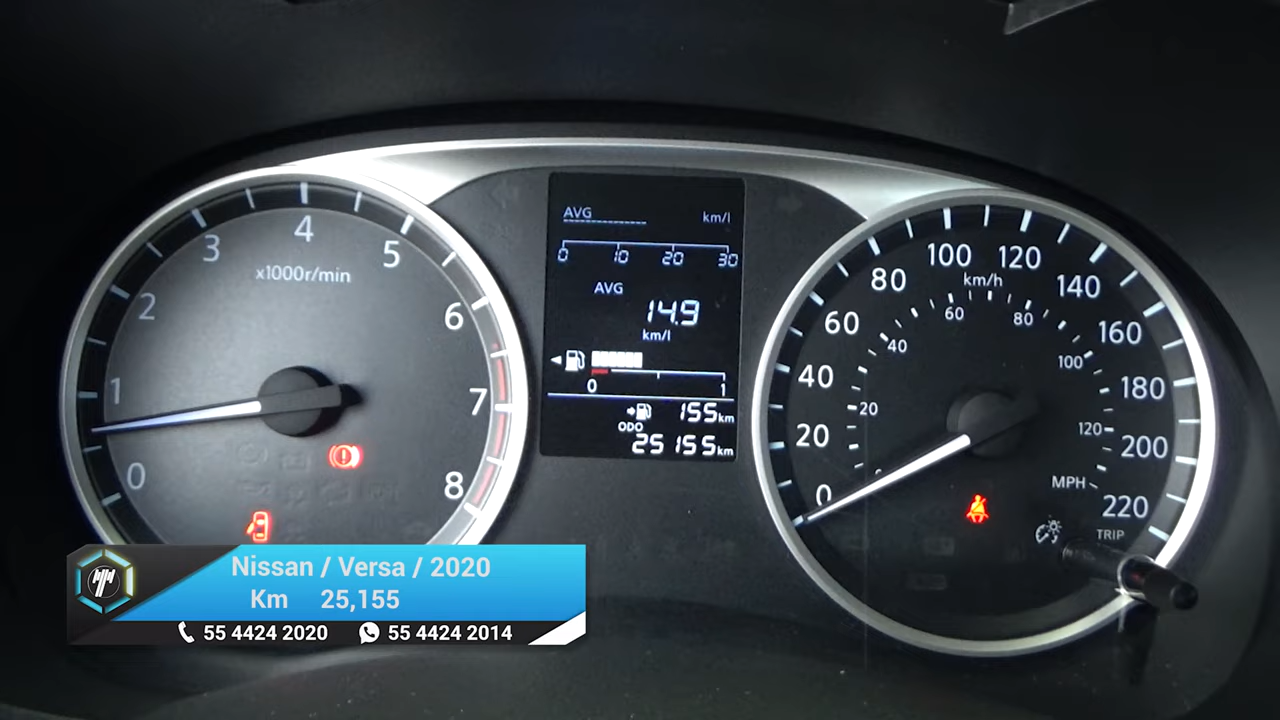 0
1
2
3
4
5
6
7
8
x1000r/min
AVG km/l
0 10 20 30
AVG
14.9
km/l
0 1
155km
ODO
25155km
0
20
40
60
80
100
120
140
160
180
200
220
km/h
20
40
60
80
100
120
MPH
TRIP
Nissan / Versa / 2020
Km 25,155
55 4424 2020 55 4424 2014